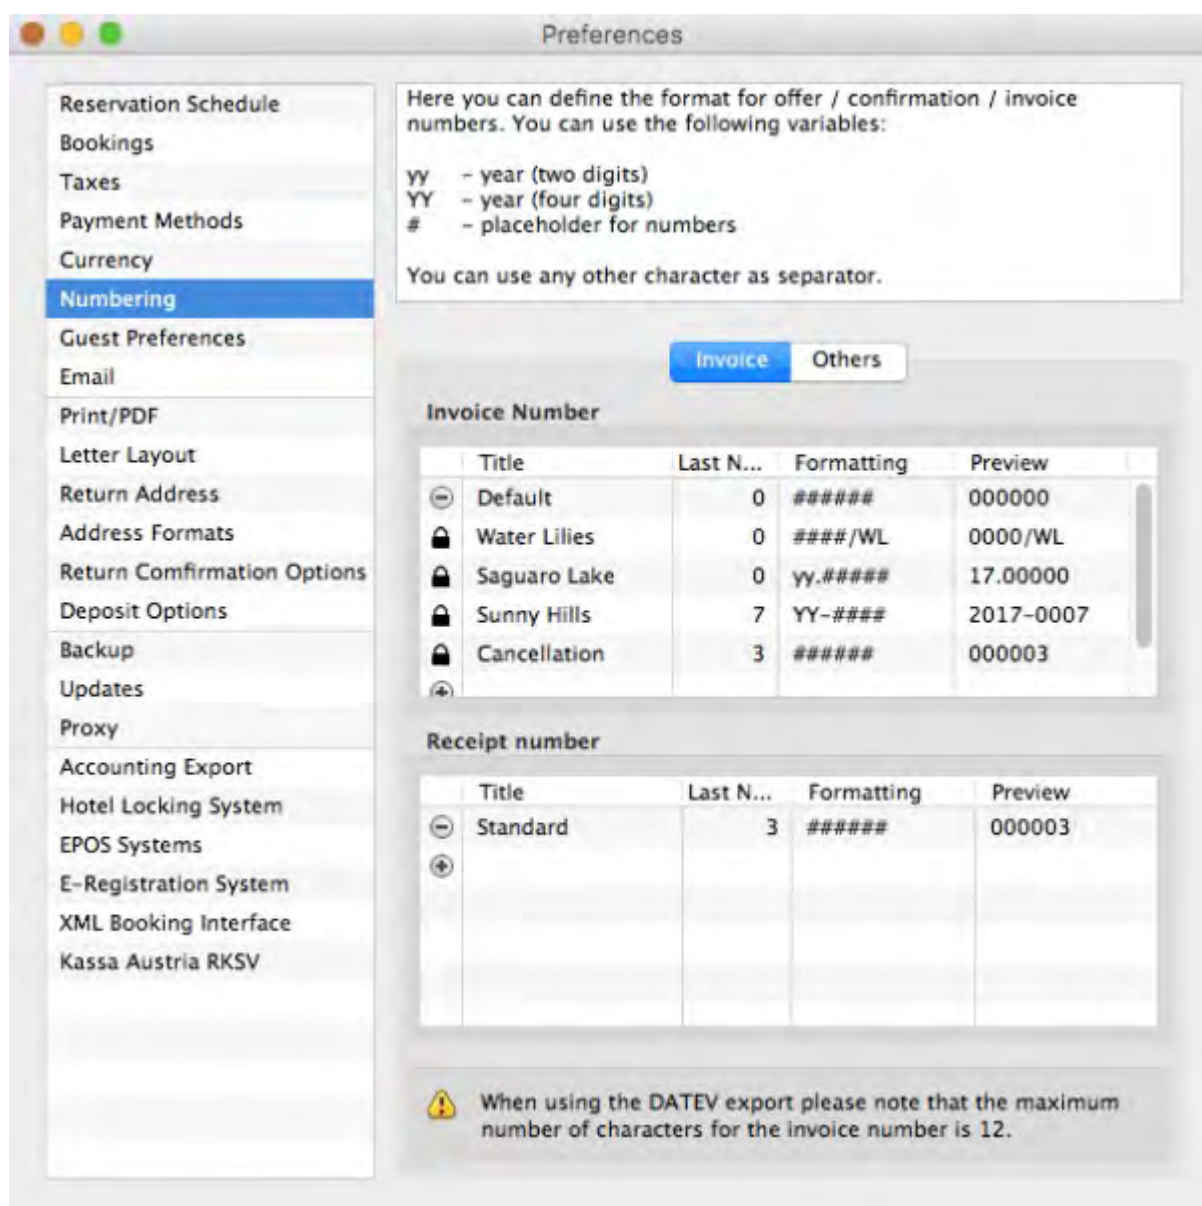 Preferences
Reservation Schedule
Bookings
Taxes
Payment Methods
Currency
Numbering
Guest Preferences
Email
Print/PDF
Letter Layout
Return Address
Address Formats
Return Comfirmation Options
Deposit Options
Backup
Updates
Proxy
Accounting Export
Hotel Locking System
EPOS Systems
E-Registration System
XML Booking Interface
Kassa Austria RKSV
Here you can define the format for offer / confirmation / invoice
numbers. You can use the following variables:
yy – year (two digits)
YY – year (four digits)
# – placeholder for numbers
You can use any other character as separator.
Invoice Others
Invoice Number
Title Last N... Formatting Preview
Default 0 ###### 000000
Water Lilies 0 ####/WL 0000/WL
Saguaro Lake 0 yy.##### 17.00000
Sunny Hills 7 YY-#### 2017-0007
Cancellation 3 ###### 000003
Receipt number
Title Last N... Formatting Preview
Standard 3 ###### 000003
When using the DATEV export please note that the maximum
number of characters for the invoice number is 12.